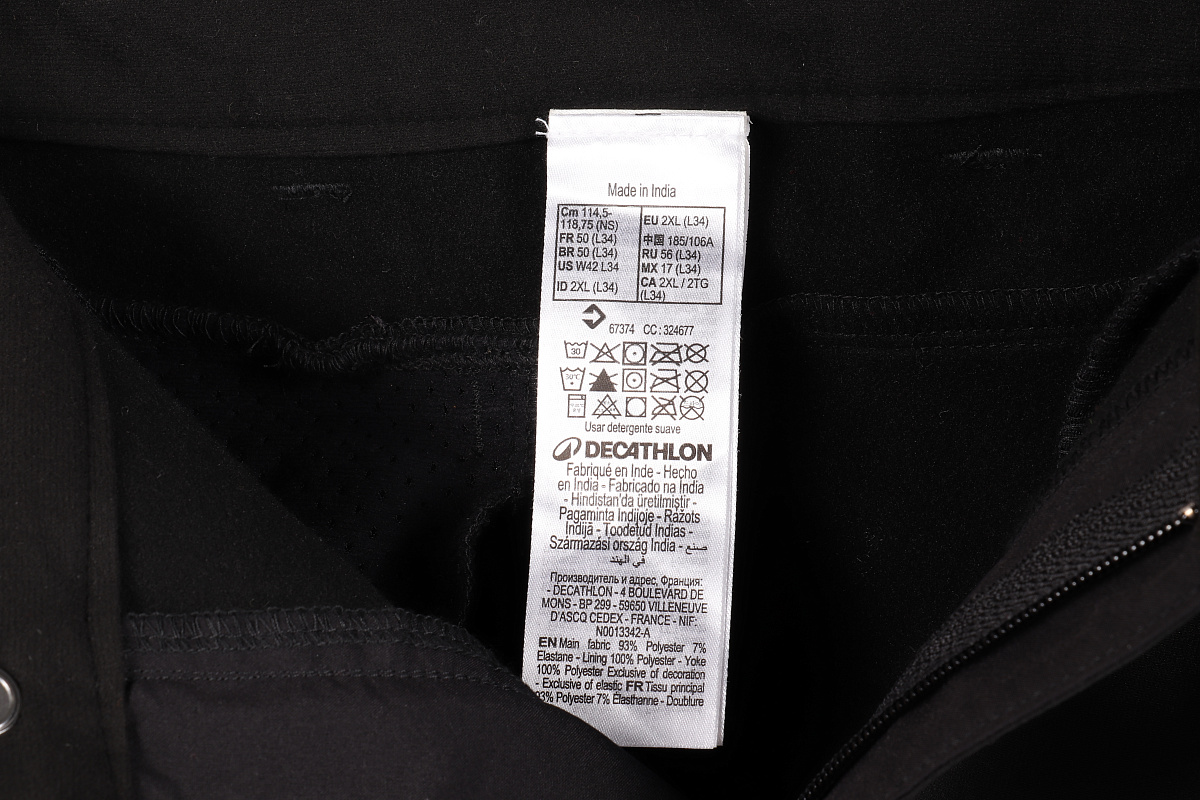 Made in India
Cm 114,5-
118,75 (NS)
FR 50 (L34)
BR 50 (L34)
US W42 L34
ID 2XL (L34)
EU 2XL (L34)
中国 185/106A
RU 56 (L34)
MX 17 (L34)
CA 2XL / 2TG
(L34)
67374 CC : 324677
30
30°C
Usar detergente suave
DECATHLON
Fabriqué en Inde - Hecho
en India - Fabricado na Índia
- Hindistan'da üretilmiştir -
Pagaminta Indijoje - Ražots
Indijā - Toodetud Indias -
Származási ország India - صنع
في الهند
Производитель и адрес, Франция:
- DECATHLON - 4 BOULEVARD DE
MONS - BP 299 - 59650 VILLENEUVE
D'ASCQ CEDEX - FRANCE - NIF:
N0013342-A
EN Main fabric 93% Polyester 7%
Elastane - Lining 100% Polyester - Yoke
100% Polyester Exclusive of decoration
- Exclusive of elastic FR Tissu principal
93% Polyester 7% Élasthanne - Doublure